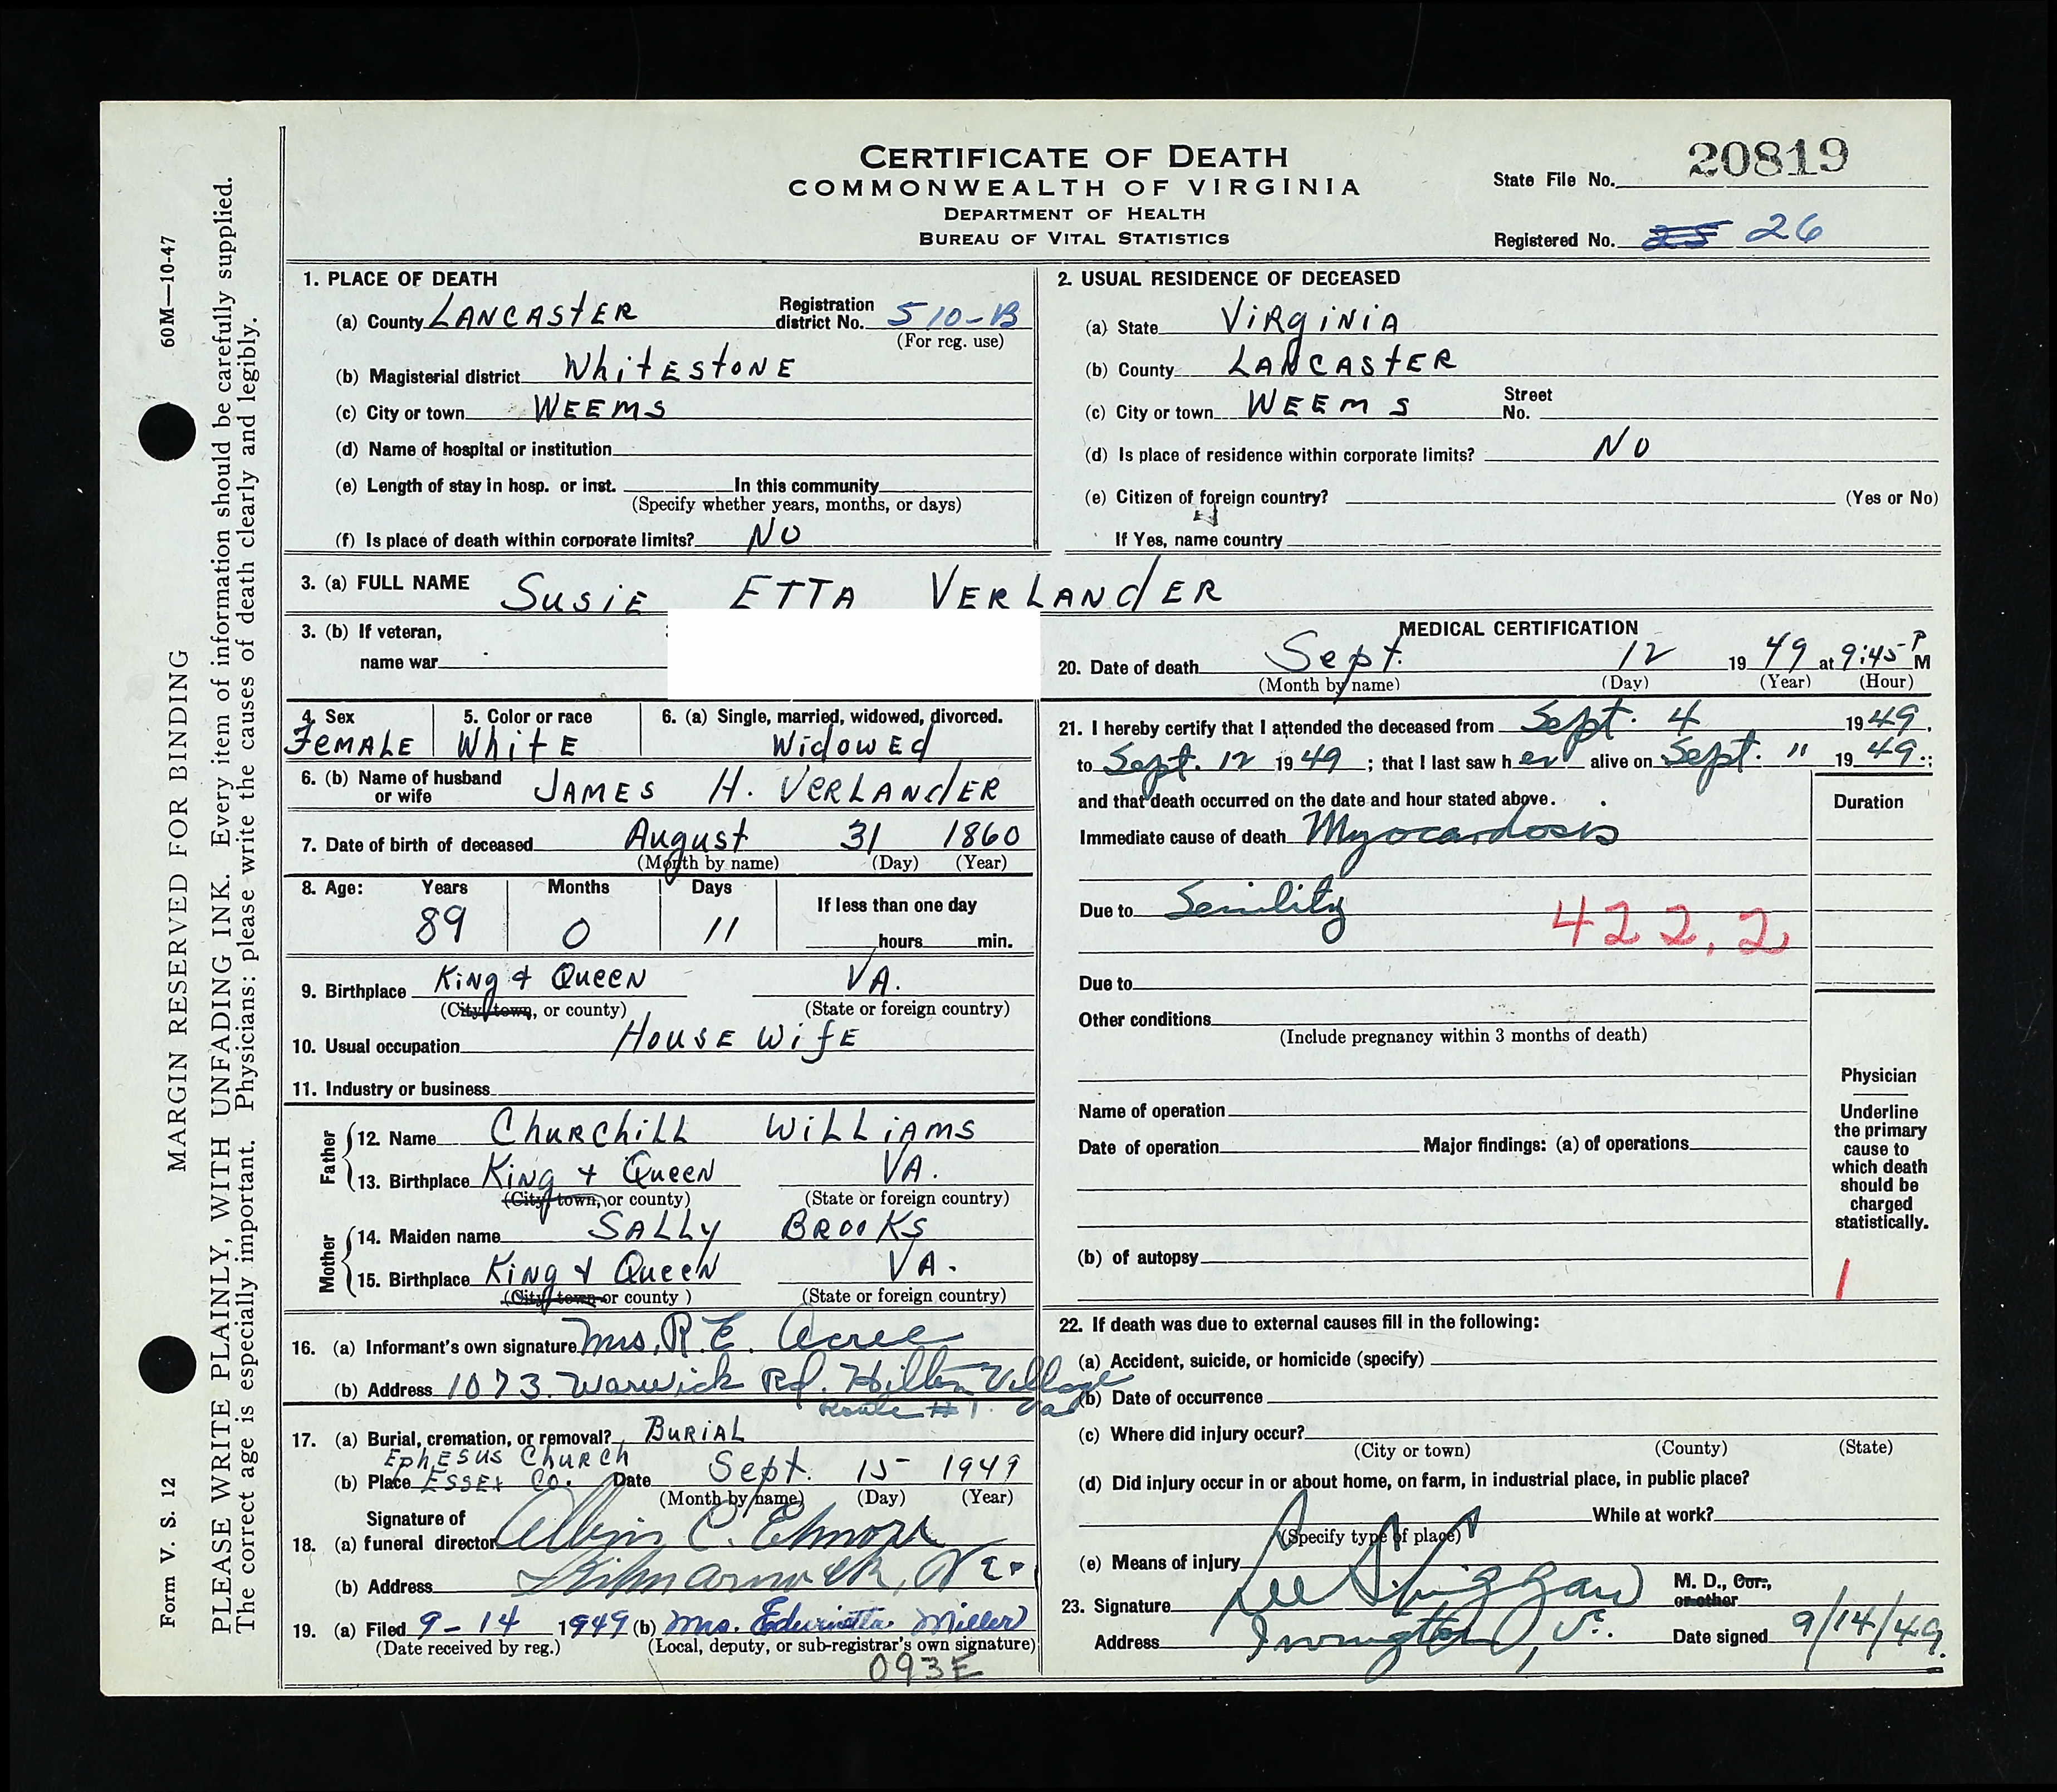 CERTIFICATE OF DEATH
COMMONWEALTH OF VIRGINIA
DEPARTMENT OF HEALTH
BUREAU OF VITAL STATISTICS
State File No. 20819
Registered No. 25 26
60M—10-47
MARGIN RESERVED FOR BINDING
Form V. S. 12
PLEASE WRITE PLAINLY, WITH UNFADING INK. Every item of information should be carefully supplied.
The correct age is especially important. Physicians: please write the causes of death clearly and legibly.
1. PLACE OF DEATH
(a) County LANCASTER Registration district No. 510-B
(For reg. use)
(b) Magisterial district WhitEstoNE
(c) City or town WEEMS
(d) Name of hospital or institution
(e) Length of stay in hosp. or inst. In this community
(Specify whether years, months, or days)
(f) Is place of death within corporate limits? NO
2. USUAL RESIDENCE OF DECEASED
(a) State ViRgiNiA
(b) County LANCAStER
(c) City or town WEEMS Street No.
(d) Is place of residence within corporate limits? NO
(e) Citizen of foreign country? (Yes or No)
If Yes, name country
3. (a) FULL NAME SusiE ETTA VERLANdER
3. (b) If veteran,
name war
4. Sex
FEMALE
5. Color or race
WhitE
6. (a) Single, married, widowed, divorced.
WidowEd
6. (b) Name of husband
or wife JAMES H. VERLANdER
7. Date of birth of deceased August 31 1860
(Month by name) (Day) (Year)
8. Age: Years Months Days
89 0 11
If less than one day
hours min.
9. Birthplace KiNg & QueeN VA.
(City, town, or county) (State or foreign country)
10. Usual occupation HousE WifE
11. Industry or business
Father
12. Name ChuRchiLL WiLLiAMS
13. Birthplace KiNg + QueeN VA.
(City, town, or county) (State or foreign country)
Mother
14. Maiden name SALLy BROOKS
15. Birthplace KiNg & QueeN VA.
(City, town or county ) (State or foreign country)
16. (a) Informant's own signature Mrs. R. E. Acree
(b) Address 1073 Warwick Rd. Hilton Village
Route #1. Va
17. (a) Burial, cremation, or removal? BuRiAL
EphEsus ChuRch
(b) Place ESSEx Co. Date Sept. 15 1949
(Month by name) (Day) (Year)
Signature of
18. (a) funeral director C. Elmore
(b) Address Kilmarnock, Va.
19. (a) Filed 9-14 1949 (b) Mrs. Edwinetta Miller
(Date received by reg.) (Local, deputy, or sub-registrar's own signature)
093E
MEDICAL CERTIFICATION
20. Date of death Sept. 12 19 49 at 9:45 P M
(Month by name) (Day) (Year) (Hour)
21. I hereby certify that I attended the deceased from Sept. 4 19 49,
to Sept. 12 19 49 ; that I last saw h er alive on Sept. 11 19 49.;
and that death occurred on the date and hour stated above.
Duration
Immediate cause of death Myocardosis
Due to Senility
422.2
Due to
Other conditions
(Include pregnancy within 3 months of death)
Name of operation
Date of operation Major findings: (a) of operations
(b) of autopsy
Physician
Underline
the primary
cause to
which death
should be
charged
statistically.
1
22. If death was due to external causes fill in the following:
(a) Accident, suicide, or homicide (specify)
(b) Date of occurrence
(c) Where did injury occur?
(City or town) (County) (State)
(d) Did injury occur in or about home, on farm, in industrial place, in public place?
While at work?
(Specify type of place)
(e) Means of injury
23. Signature M. D., Cor.,
or other
Address Irvington, Va. Date signed 9/14/49.